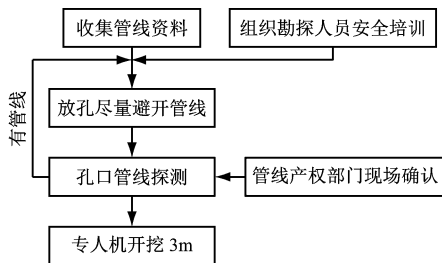 收集管线资料
组织勘探人员安全培训
有管线
放孔尽量避开管线
孔口管线探测
管线产权部门现场确认
专人机开挖3m